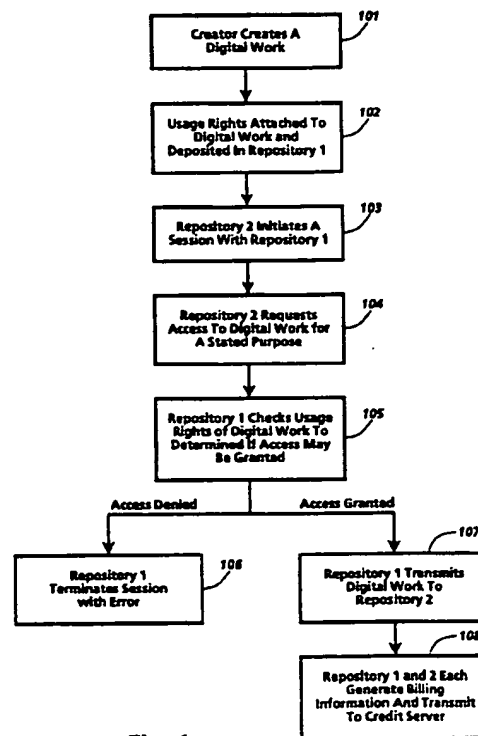 101
Creator Creates A
Digital Work
102
Usage Rights Attached To
Digital Work and
Deposited In Repository 1
103
Repository 2 Initiates A
Session With Repository 1
104
Repository 2 Requests
Access To Digital Work for
A Stated Purpose
105
Repository 1 Checks Usage
Rights of Digital Work To
Determined If Access May
Be Granted
Access Denied
Access Granted
106
Repository 1
Terminates Session
with Error
107
Repository 1 Transmits
Digital Work To
Repository 2
108
Repository 1 and 2 Each
Generate Billing
Information And Transmit
To Credit Server